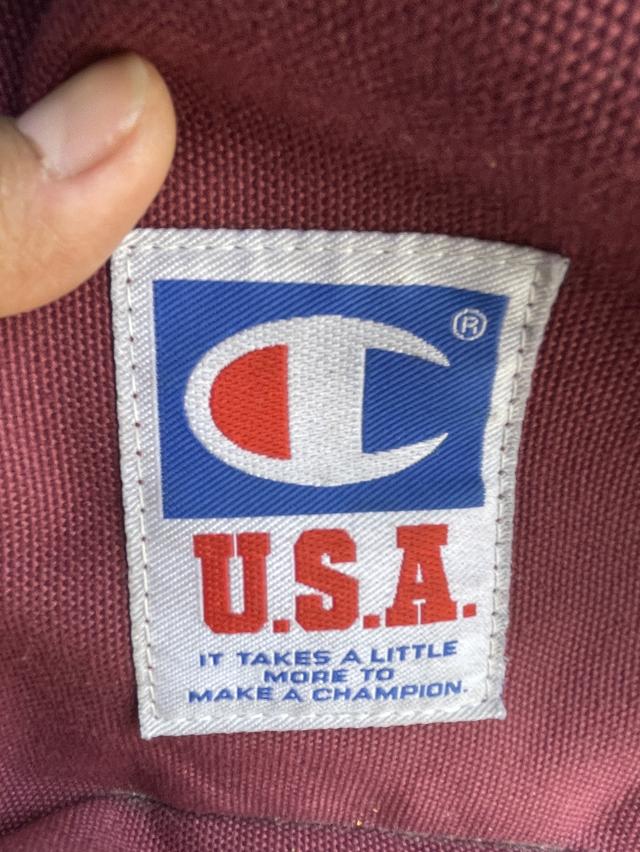 ®
U.S.A.
IT TAKES A LITTLE
MORE TO
MAKE A CHAMPION.